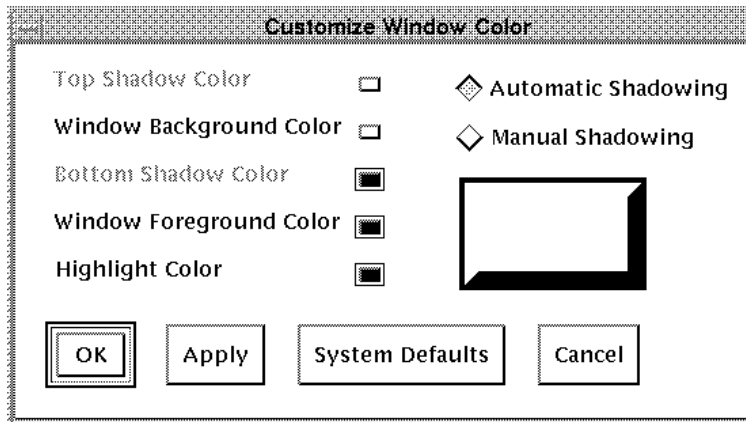 Customize Window Color
Top Shadow Color
Window Background Color
Bottom Shadow Color
Window Foreground Color
Highlight Color
Automatic Shadowing
Manual Shadowing
OK
Apply
System Defaults
Cancel